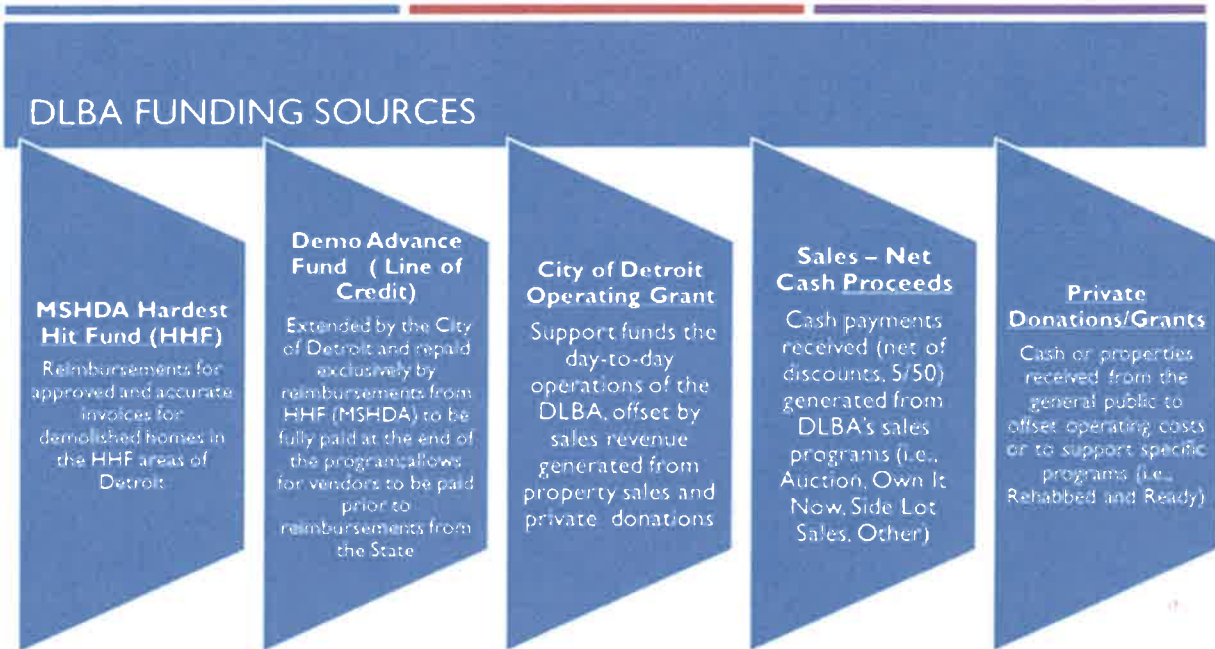 DLBA FUNDING SOURCES
MSHDA Hardest
Hit Fund (HHF)
Reimbursements for
approved and accurate
invoices for
demolished homes in
the HHF areas of
Detroit
Demo Advance
Fund ( Line of
Credit)
Extended by the City
of Detroit and repaid
exclusively by
reimbursements from
HHF (MSHDA) to be
fully paid at the end of
the program; allows
for vendors to be paid
prior to
reimbursements from
the State
City of Detroit
Operating Grant
Support funds the
day-to-day
operations of the
DLBA, offset by
sales revenue
generated from
property sales and
private donations
Sales – Net
Cash Proceeds
Cash payments
received (net of
discounts, 5/50)
generated from
DLBA's sales
programs (i.e.,
Auction, Own It
Now, Side Lot
Sales, Other)
Private
Donations/Grants
Cash or properties
received from the
general public to
offset operating costs
or to support specific
programs (i.e.,
Rehabbed and Ready)